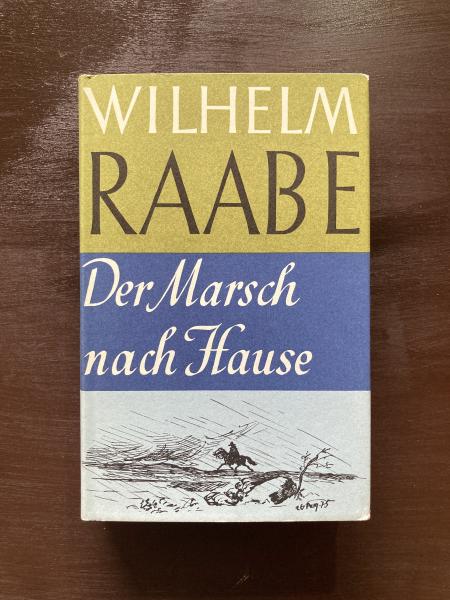 WILHELM
RAABE
Der Marsch
nach Hause